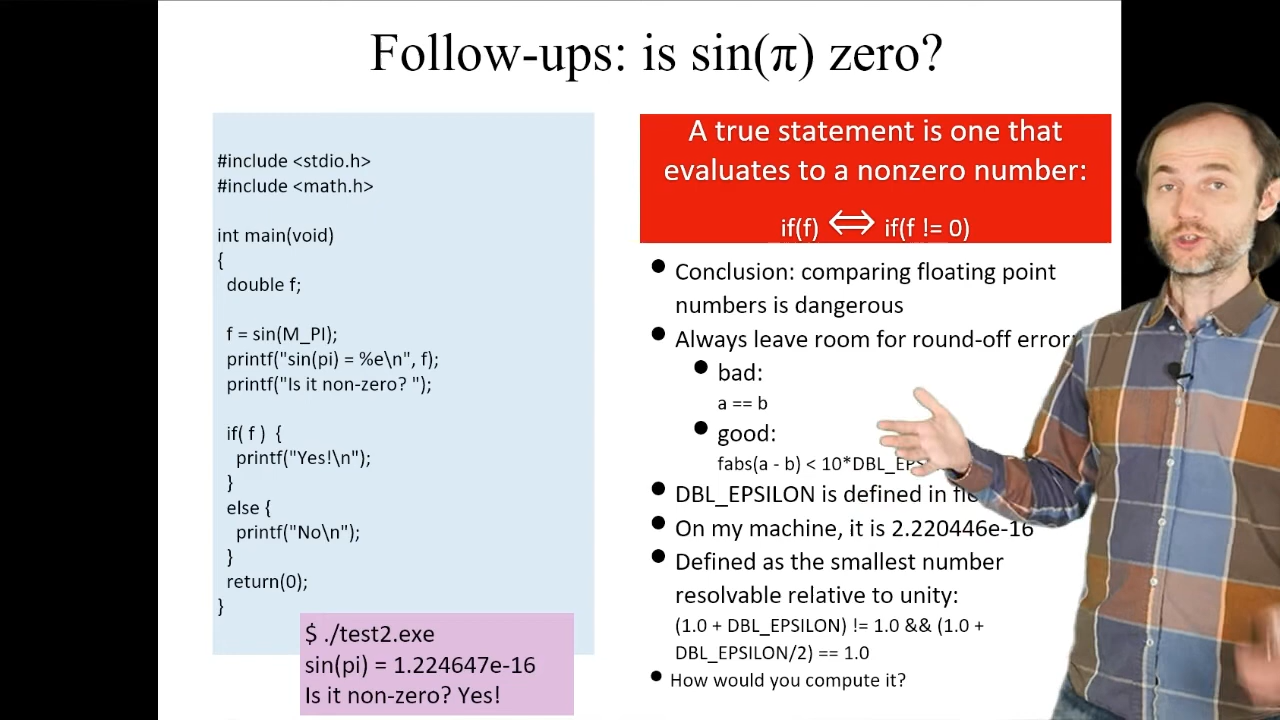 Follow-ups: is sin(π) zero?
#include <stdio.h>
#include <math.h>
int main(void)
{
double f;
f = sin(M_PI);
printf("sin(pi) = %e\n", f);
printf("Is it non-zero? ");
if( f ) {
printf("Yes!\n");
}
else {
printf("No\n");
}
return(0);
}
$ ./test2.exe
sin(pi) = 1.224647e-16
Is it non-zero? Yes!
A true statement is one that
evaluates to a nonzero number:
if(f) ⇔ if(f != 0)
• Conclusion: comparing floating point
numbers is dangerous
• Always leave room for round-off error:
• bad:
a == b
• good:
fabs(a - b) < 10*
• DBL_EPSILON is defined in
• On my machine, it is 2.220446e-16
• Defined as the smallest number
resolvable relative to unity:
(1.0 + DBL_EPSILON) != 1.0 && (1.0 +
DBL_EPSILON/2) == 1.0
• How would you compute it?